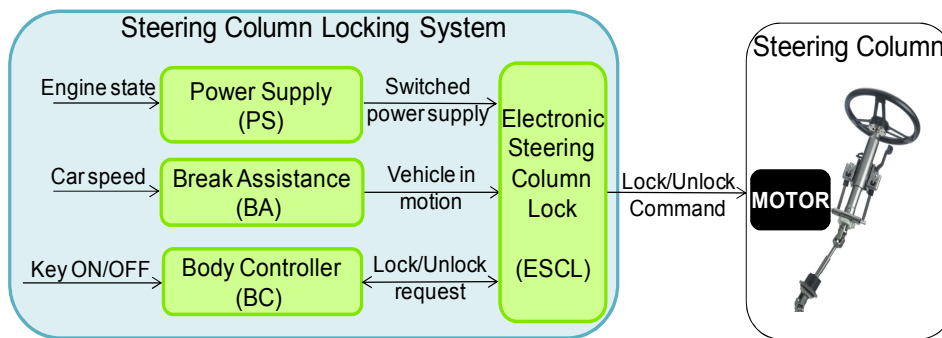 Steering Column Locking System
Engine state
Power Supply
(PS)
Switched
power supply
Car speed
Break Assistance
(BA)
Vehicle in
motion
Key ON/OFF
Body Controller
(BC)
Lock/Unlock
request
Electronic
Steering
Column
Lock
(ESCL)
Lock/Unlock
Command
Steering Column
MOTOR